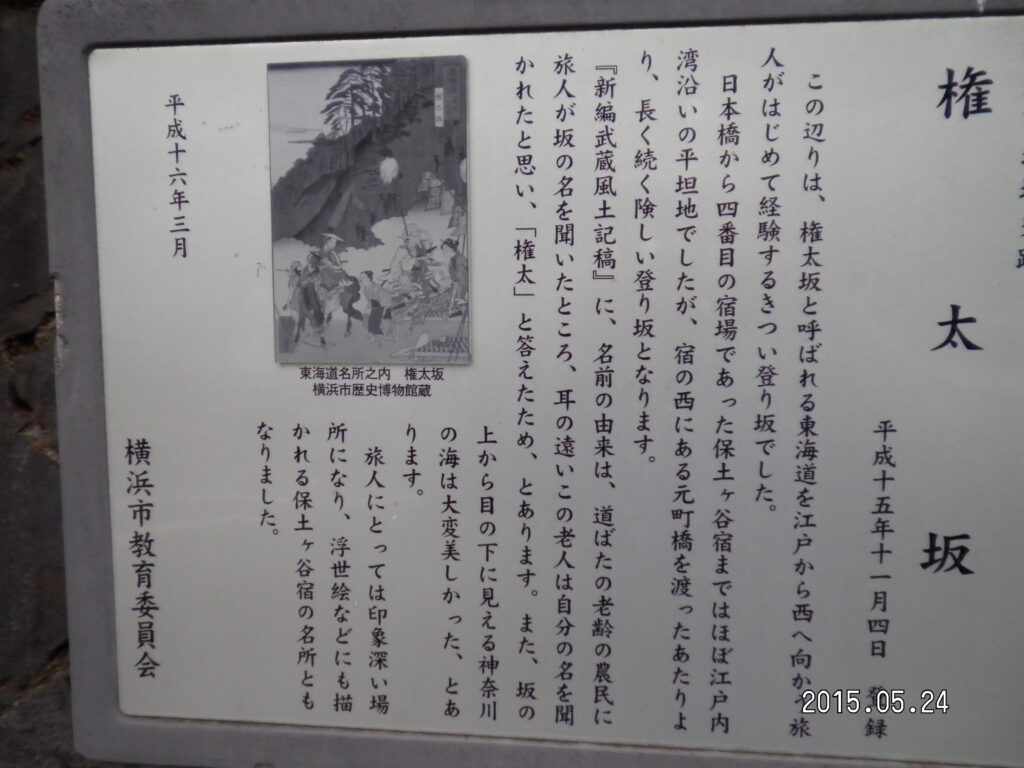 権太坂
平成十五年十一月四日 登録
この辺りは、権太坂と呼ばれる東海道を江戸から西へ向かう旅
人がはじめて経験するきつい登り坂でした。
日本橋から四番目の宿場であった保土ヶ谷宿まではほぼ江戸内
湾沿いの平坦地でしたが、宿の西にある元町橋を渡ったあたりよ
り、長く続く険しい登り坂となります。
『新編武蔵風土記稿』に、名前の由来は、道ばたの老齢の農民に
旅人が坂の名を聞いたところ、耳の遠いこの老人は自分の名を聞
かれたと思い、「権太」と答えたため、とあります。また、坂の
上から目の下に見える神奈川
の海は大変美しかった、とあ
ります。
旅人にとっては印象深い場
所になり、浮世絵などにも描
かれる保土ヶ谷宿の名所とも
なりました。
東海道名所之内 権太坂
横浜市歴史博物館蔵
平成十六年三月
横浜市教育委員会
2015.05.24